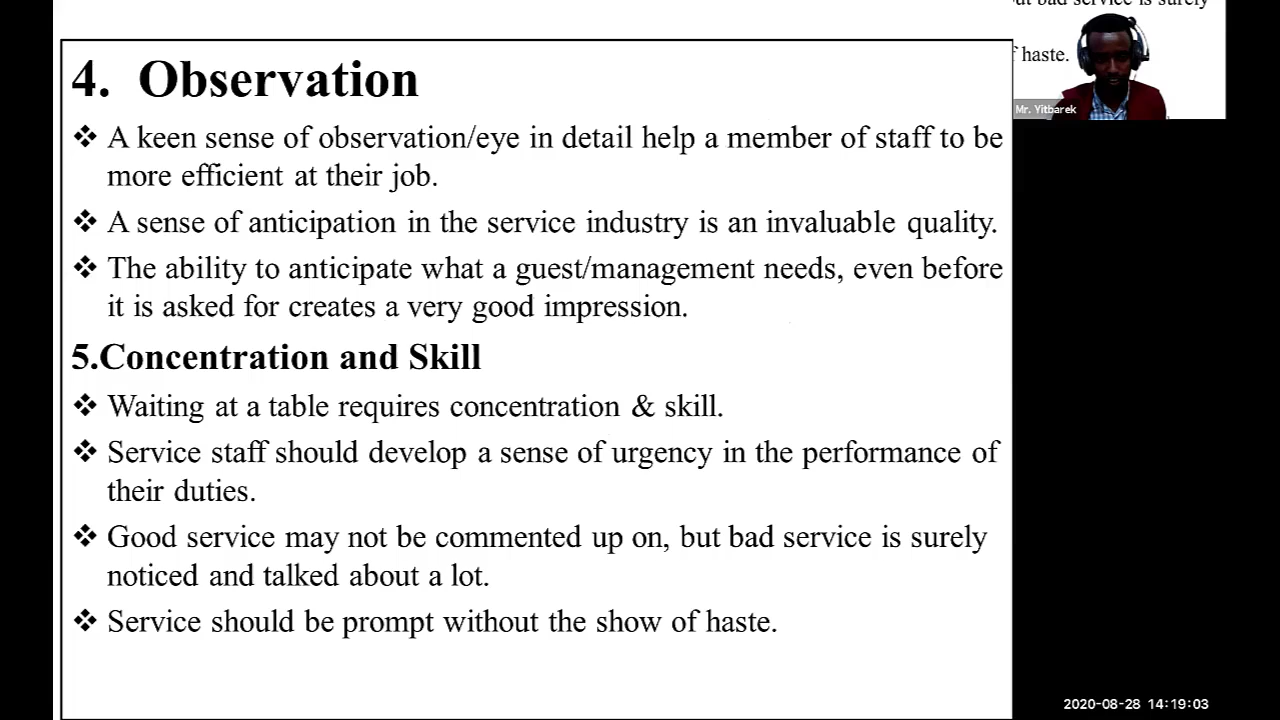 ut bad service is surely
f haste.
Mr. Yitbarek
4. Observation
❖ A keen sense of observation/eye in detail help a member of staff to be
more efficient at their job.
❖ A sense of anticipation in the service industry is an invaluable quality.
❖ The ability to anticipate what a guest/management needs, even before
it is asked for creates a very good impression.
5.Concentration and Skill
❖ Waiting at a table requires concentration & skill.
❖ Service staff should develop a sense of urgency in the performance of
their duties.
❖ Good service may not be commented up on, but bad service is surely
noticed and talked about a lot.
❖ Service should be prompt without the show of haste.
2020-08-28 14:19:03